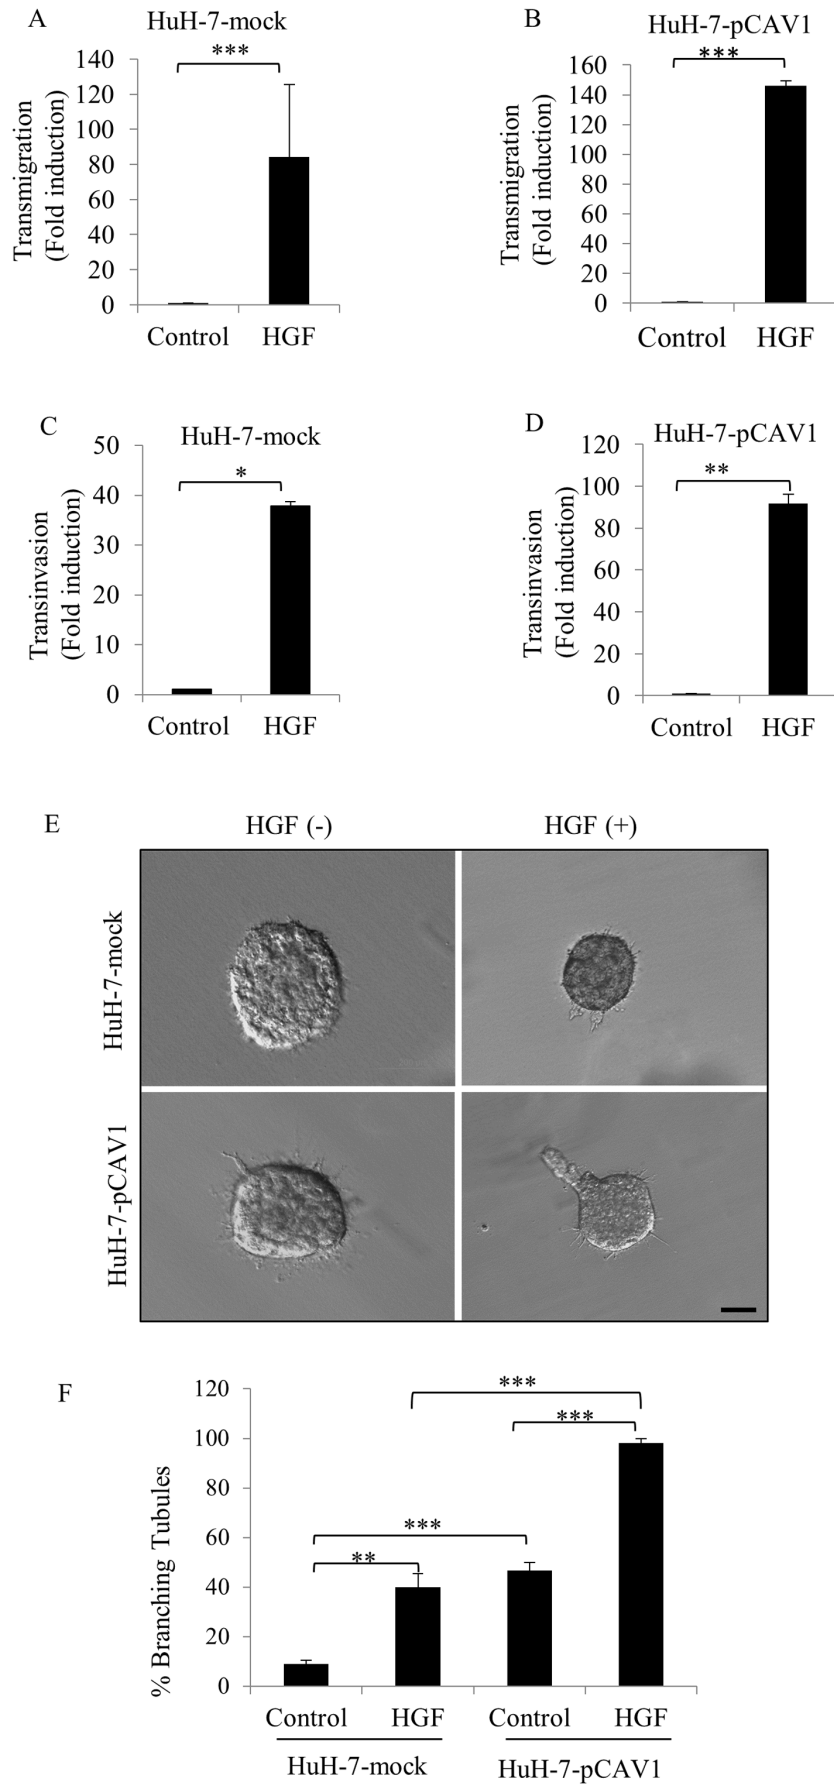 A
HuH-7-mock
***
Transmigration
(Fold induction)
140
120
100
80
60
40
20
0
Control HGF
B
HuH-7-pCAV1
***
Transmigration
(Fold induction)
160
140
120
100
80
60
40
20
0
Control HGF
C
HuH-7-mock
*
Transinvasion
(Fold induction)
50
40
30
20
10
0
Control HGF
D
HuH-7-pCAV1
**
Transinvasion
(Fold induction)
120
100
80
60
40
20
0
Control HGF
E
HGF (-) HGF (+)
HuH-7-mock
HuH-7-pCAV1
F
% Branching Tubules
120
100
80
60
40
20
0
***
***
***
**
Control HGF Control HGF
HuH-7-mock HuH-7-pCAV1